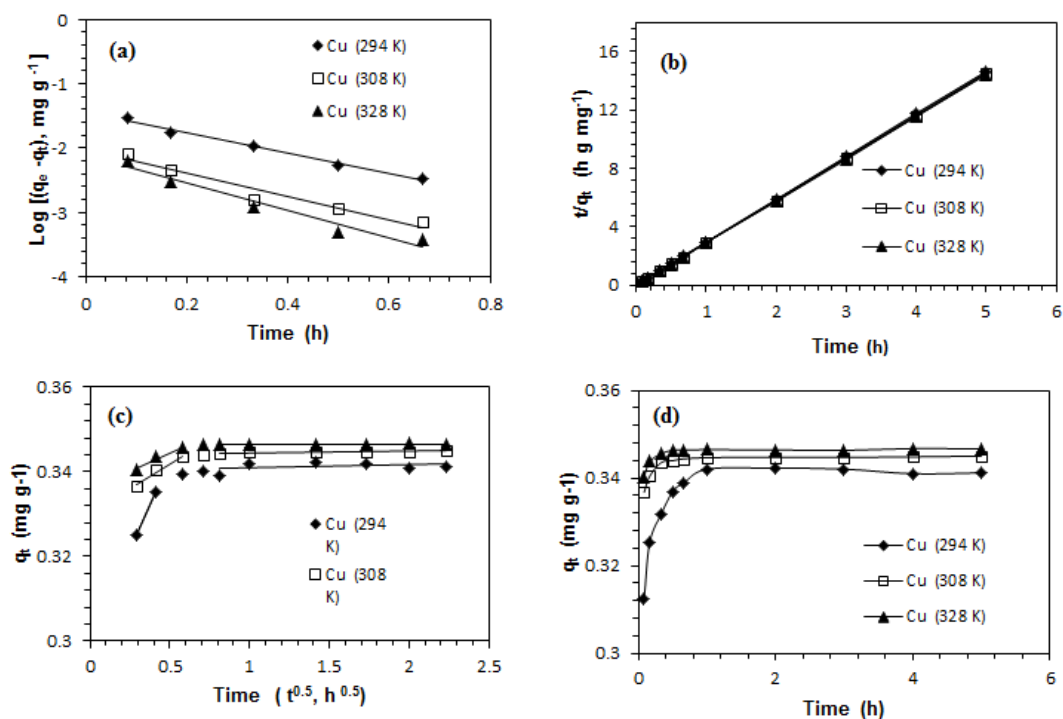 (a)
Cu (294 K)
Cu (308 K)
Cu (328 K)
0
-1
-2
-3
-4
Log [(qe -qt), mg g -1]
0 0.2 0.4 0.6 0.8
Time (h)
(b)
16
12
8
4
0
t/qt (h g mg-1)
Cu (294 K)
Cu (308 K)
Cu (328 K)
0 1 2 3 4 5 6
Time (h)
(c)
0.36
0.34
0.32
0.3
qt (mg g-1)
Cu (294
K)
Cu (308
K)
0 0.5 1 1.5 2 2.5
Time ( t0.5, h 0.5)
(d)
0.36
0.34
0.32
0.3
qt (mg g-1)
Cu (294 K)
Cu (308 K)
Cu (328 K)
0 2 4 6
Time (h)